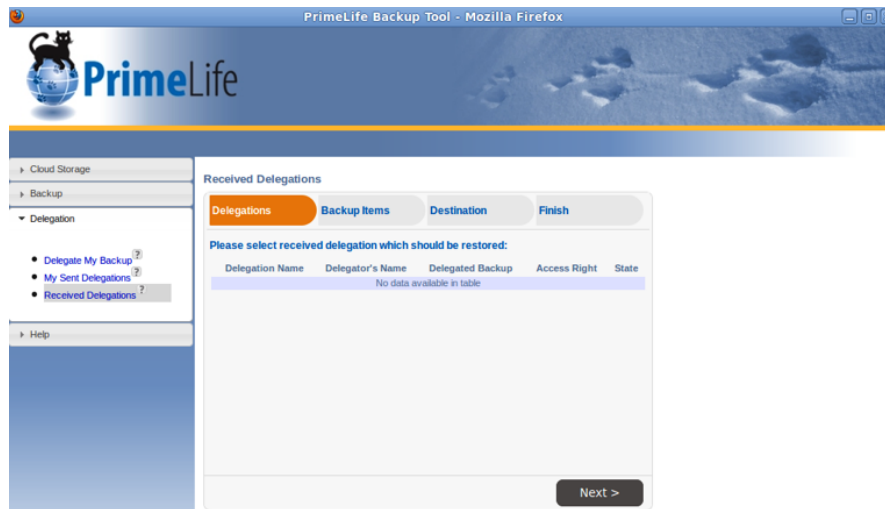 PrimeLife Backup Tool - Mozilla Firefox
PrimeLife
Cloud Storage
Backup
Delegation
Delegate My Backup ?
My Sent Delegations ?
Received Delegations ?
Help
Received Delegations
Delegations Backup Items Destination Finish
Please select received delegation which should be restored:
Delegation Name Delegator's Name Delegated Backup Access Right State
No data available in table
Next >